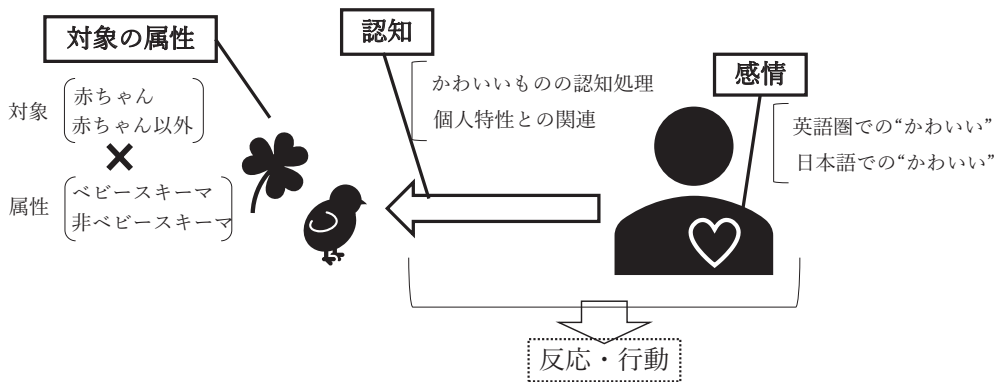 対象の属性
対象
赤ちゃん
赤ちゃん以外
属性
ベビースキーマ
非ベビースキーマ
認知
かわいいものの認知処理
個人特性との関連
感情
英語圏での“かわいい”
日本語での“かわいい”
反応・行動